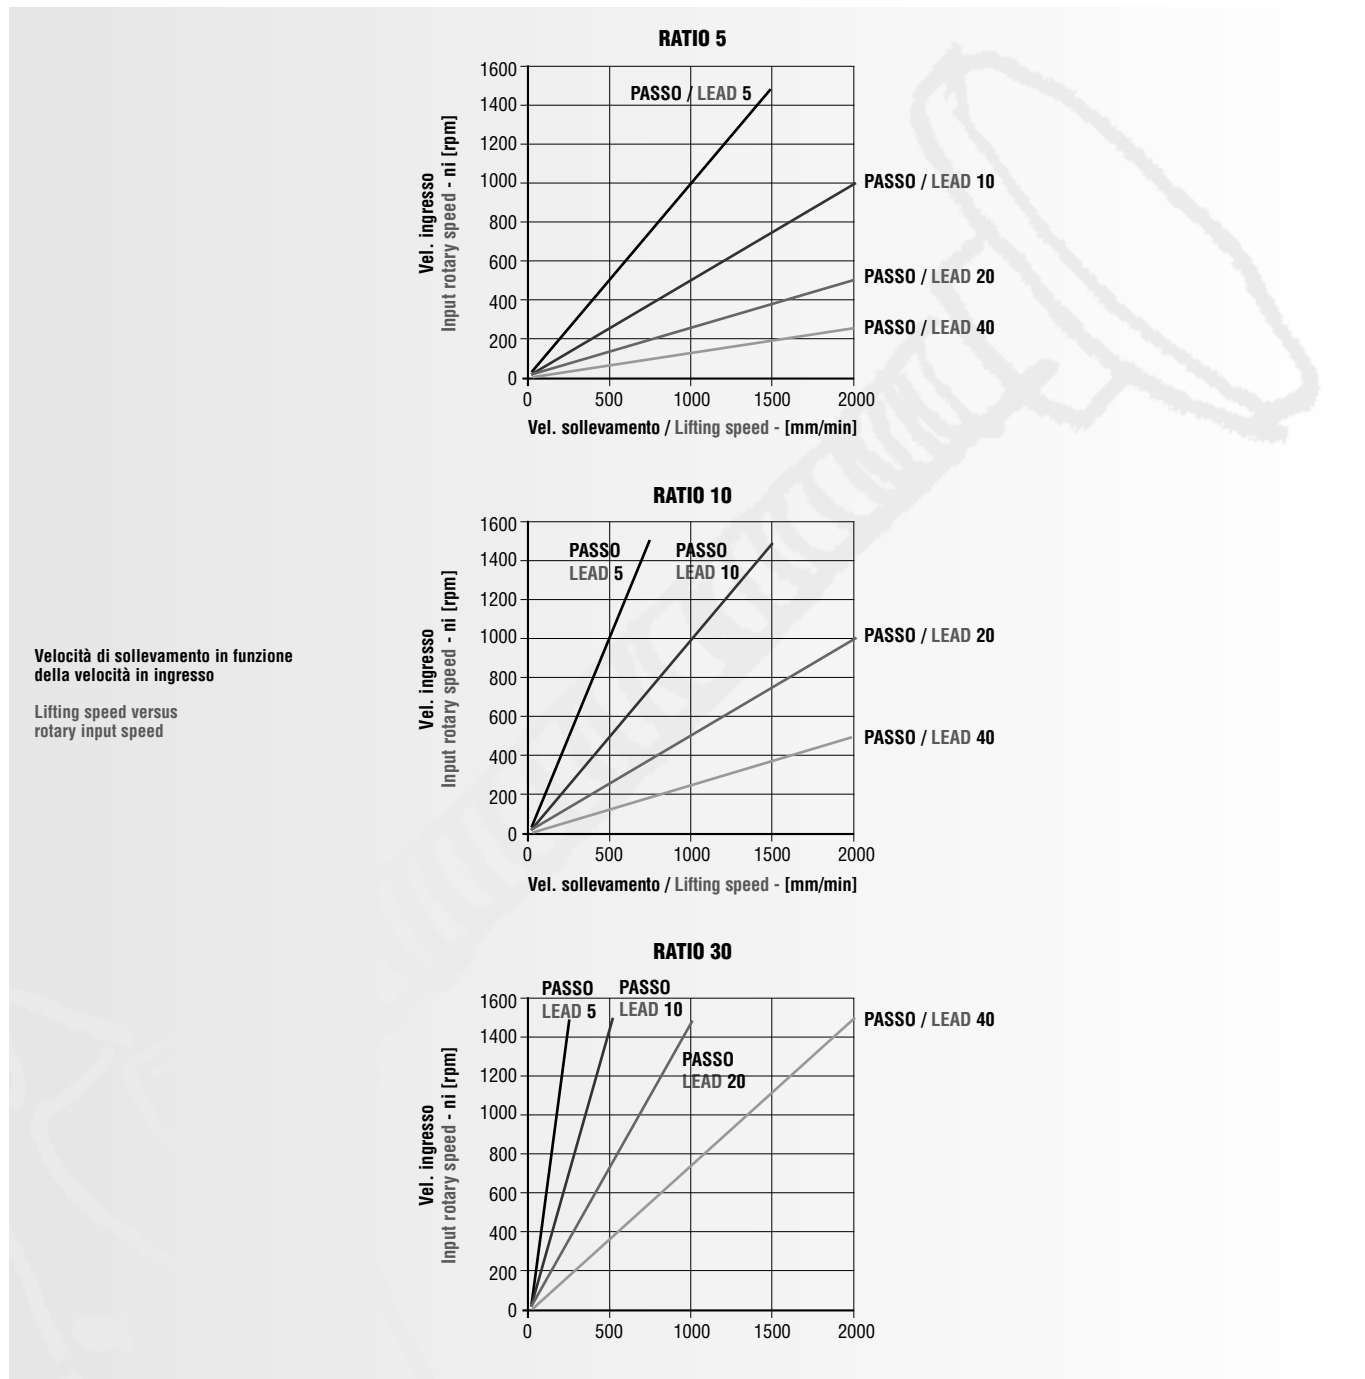 RATIO 5
1600
1400
1200
1000
800
600
400
200
0
Vel. ingresso
Input rotary speed - ni [rpm]
PASSO / LEAD 5
PASSO / LEAD 10
PASSO / LEAD 20
PASSO / LEAD 40
0 500 1000 1500 2000
Vel. sollevamento / Lifting speed - [mm/min]
RATIO 10
1600
1400
1200
1000
800
600
400
200
0
Vel. ingresso
Input rotary speed - ni [rpm]
PASSO
LEAD 5
PASSO
LEAD 10
PASSO / LEAD 20
PASSO / LEAD 40
0 500 1000 1500 2000
Vel. sollevamento / Lifting speed - [mm/min]
Velocità di sollevamento in funzione
della velocità in ingresso
Lifting speed versus
rotary input speed
RATIO 30
1600
1400
1200
1000
800
600
400
200
0
Vel. ingresso
Input rotary speed - ni [rpm]
PASSO
LEAD 5
PASSO
LEAD 10
PASSO
LEAD 20
PASSO / LEAD 40
0 500 1000 1500 2000